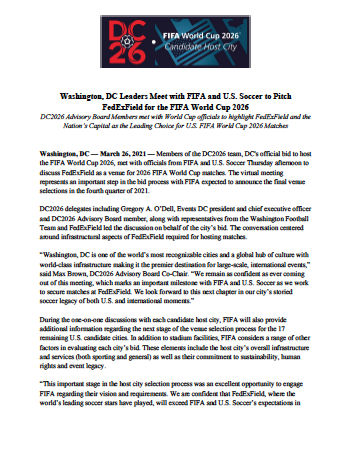 DC
26
FIFA World Cup 2026™
Candidate Host City
Washington, DC Leaders Meet with FIFA and U.S. Soccer to Pitch
FedExField for the FIFA World Cup 2026
DC2026 Advisory Board Members met with World Cup officials to highlight FedExField and the
Nation's Capital as the Leading Choice for U.S. FIFA World Cup 2026 Matches
Washington, DC — March 26, 2021 — Members of the DC2026 team, DC's official bid to host
the FIFA World Cup 2026, met with officials from FIFA and U.S. Soccer Thursday afternoon to
discuss FedExField as a venue for 2026 FIFA World Cup matches. The virtual meeting
represents an important step in the bid process with FIFA expected to announce the final venue
selections in the fourth quarter of 2021.
DC2026 delegates including Gregory A. O'Dell, Events DC president and chief executive officer
and DC2026 Advisory Board member, along with representatives from the Washington Football
Team and FedExField led the discussion on behalf of the city's bid. The conversation centered
around infrastructural aspects of FedExField required for hosting matches.
"Washington, DC is one of the world's most recognizable cities and a global hub of culture with
world-class infrastructure making it the premier destination for large-scale, international events,"
said Max Brown, DC2026 Advisory Board Co-Chair. "We remain as confident as ever coming
out of this meeting, which marks an important milestone with FIFA and U.S. Soccer as we work
to secure matches at FedExField. We look forward to this next chapter in our city's storied
soccer legacy of both U.S. and international moments."
During the one-on-one discussions with each candidate host city, FIFA will also provide
additional information regarding the next stage of the venue selection process for the 17
remaining U.S. candidate cities. In addition to stadium facilities, FIFA considers a range of other
factors in evaluating each city's bid. These elements include the host city's overall infrastructure
and services (both sporting and general) as well as their commitment to sustainability, human
rights and event legacy.
"This important stage in the host city selection process was an excellent opportunity to engage
FIFA regarding their vision and requirements. We are confident that FedExField, where the
world's leading soccer stars have played, will exceed FIFA and U.S. Soccer's expectations in